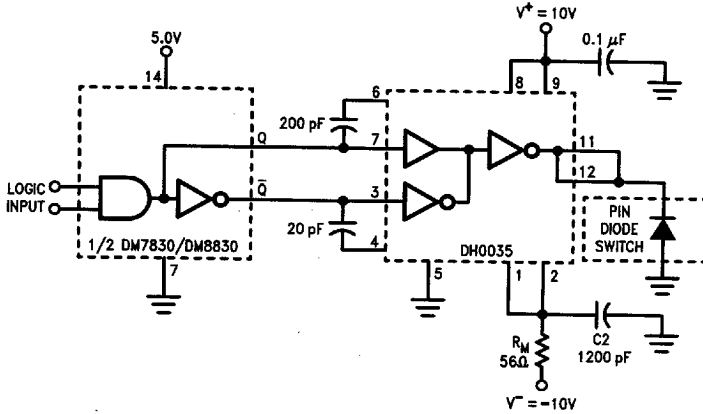 V⁺ = 10V
5.0V
0.1 μF
14
8
9
6
200 pF
7
11
Q
12
LOGIC
INPUT
Q̅
3
PIN
DIODE
SWITCH
20 pF
4
1/2 DM7830/DM8830
DH0035
7
5
1
2
R_M
56Ω
C2
1200 pF
V⁻ = -10V